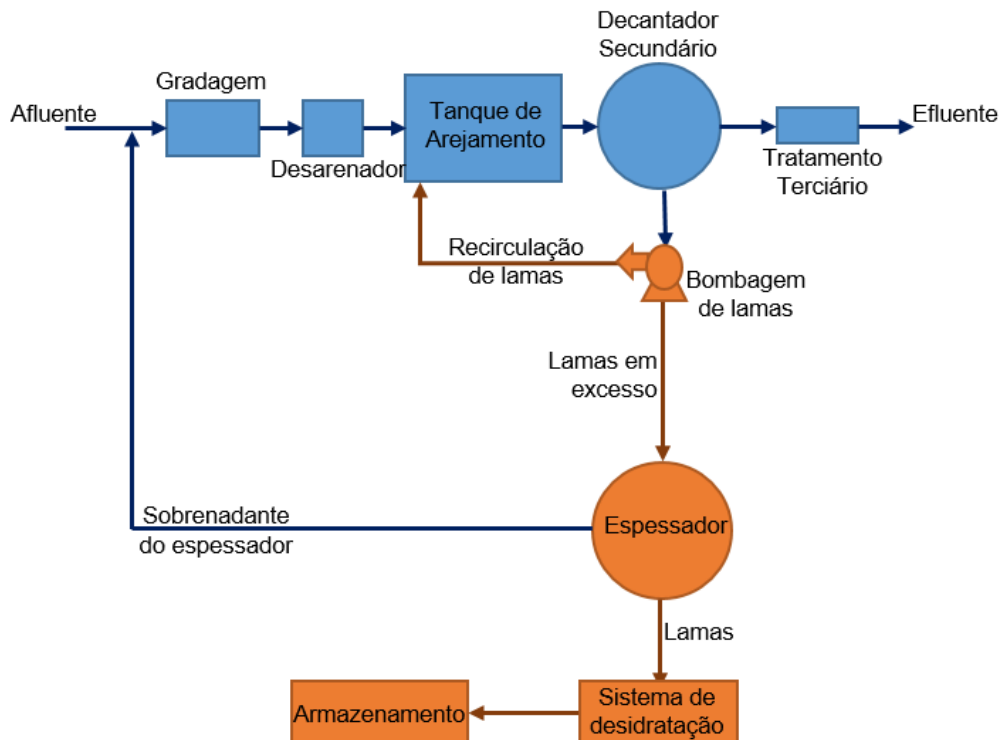 Decantador
Secundário
Gradagem
Afluente
Tanque de
Arejamento
Efluente
Desarenador
Tratamento
Terciário
Recirculação
de lamas
Bombagem
de lamas
Lamas em
excesso
Sobrenadante
do espessador
Espessador
Lamas
Armazenamento
Sistema de
desidratação